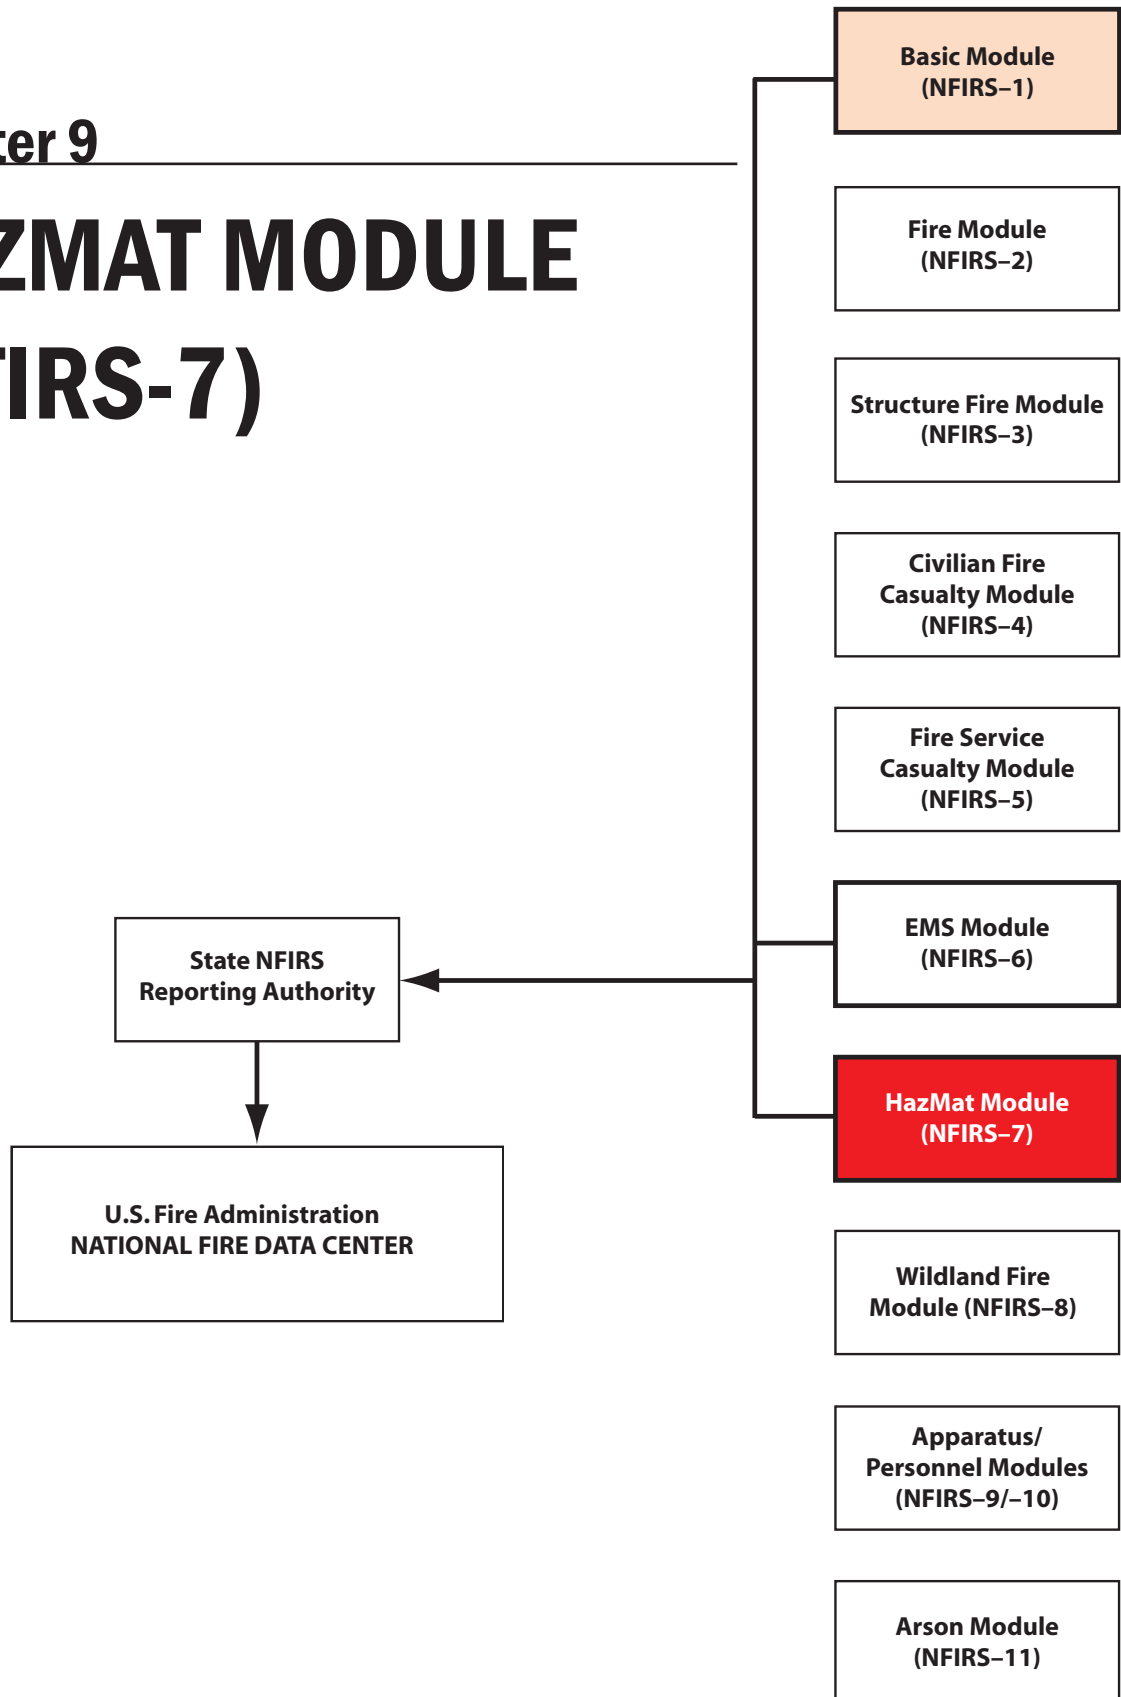 ter 9
ZMAT MODULE
FIRS-7)
Basic Module
(NFIRS–1)
Fire Module
(NFIRS–2)
Structure Fire Module
(NFIRS–3)
Civilian Fire
Casualty Module
(NFIRS–4)
Fire Service
Casualty Module
(NFIRS–5)
EMS Module
(NFIRS–6)
State NFIRS
Reporting Authority
HazMat Module
(NFIRS–7)
U.S. Fire Administration
NATIONAL FIRE DATA CENTER
Wildland Fire
Module (NFIRS–8)
Apparatus/
Personnel Modules
(NFIRS–9/–10)
Arson Module
(NFIRS–11)